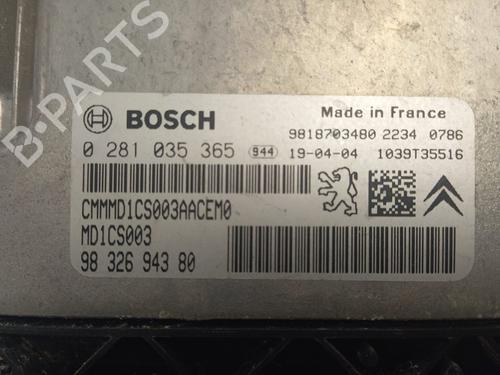 B-PARTS
BOSCH
Made in France
9818703480 2234 0786
0 281 035 365 944 19-04-04 1039T35516
CMMMD1CS003AACEM0
MD1CS003
98 326 943 80